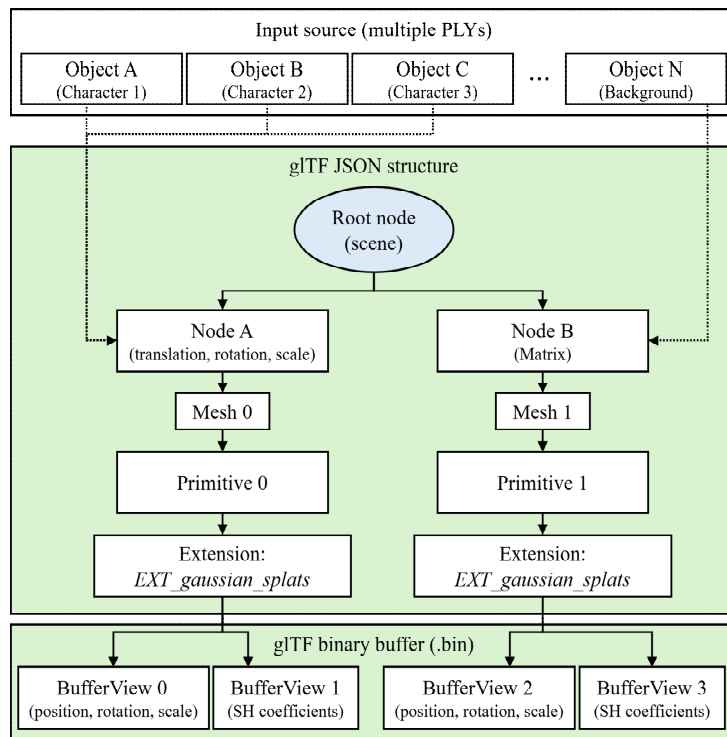 Input source (multiple PLYs)
Object A
(Character 1)
Object B
(Character 2)
Object C
(Character 3)
...
Object N
(Background)
glTF JSON structure
Root node
(scene)
Node A
(translation, rotation, scale)
Node B
(Matrix)
Mesh 0
Mesh 1
Primitive 0
Primitive 1
Extension:
EXT_gaussian_splats
Extension:
EXT_gaussian_splats
glTF binary buffer (.bin)
BufferView 0
(position, rotation, scale)
BufferView 1
(SH coefficients)
BufferView 2
(position, rotation, scale)
BufferView 3
(SH coefficients)